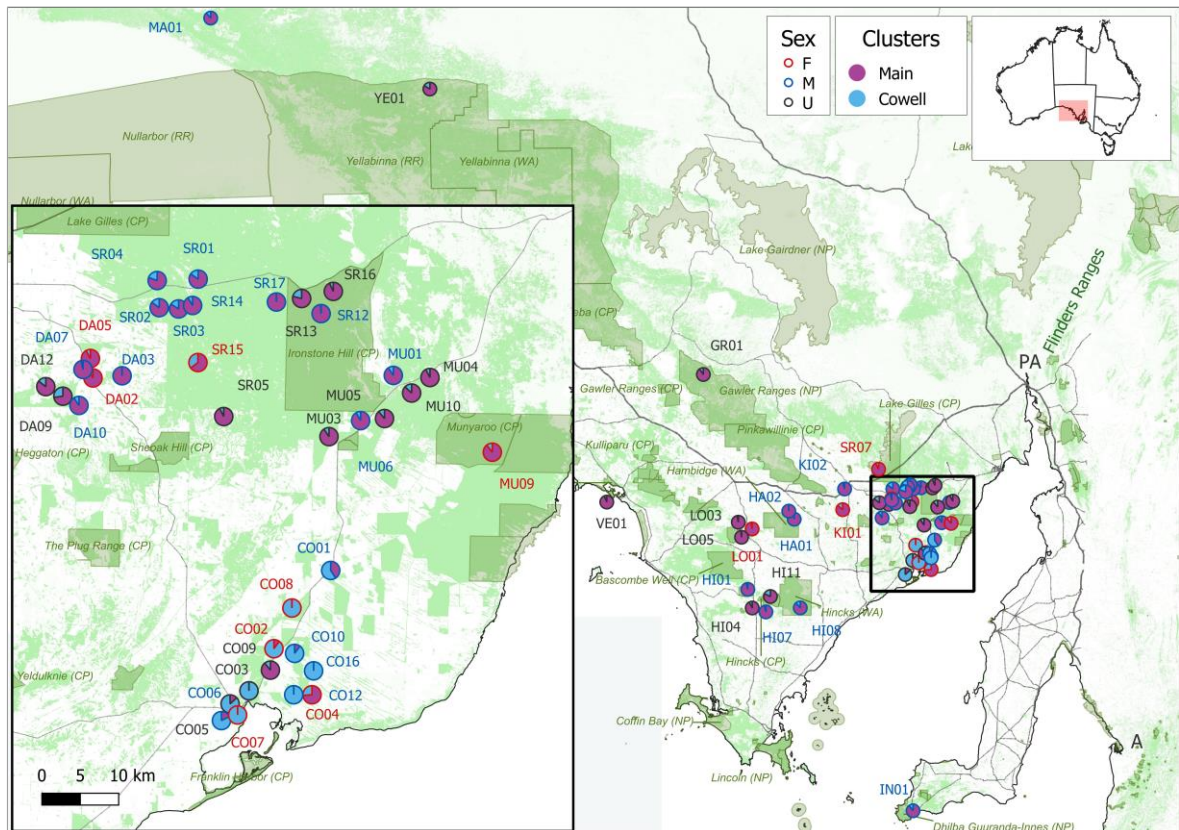 MA01
YE01
Nullarbor (RR)
Yellabinna (RR)
Yellabinna (WA)
Nullarbor (WA)
Sex
F
M
U
Clusters
Main
Cowell
Lake Gairdner (NP)
Flinders Ranges
PA
GR01
Gawler Ranges (CP)
Gawler Ranges (NP)
Lake Gilles (CP)
Pinkawillinie (CP)
Kulliparu (CP)
Hambidge (WA)
SR07
KI02
VE01
LO03
HA02
LO05
LO01
HA01
KI01
Bascombe Well (CP)
HI01
HI11
Hincks (WA)
HI04
HI07
HI08
Hincks (CP)
Coffin Bay (NP)
Lincoln (NP)
A
IN01
Dhilba Guuranda-Innes (NP)
Lake Gilles (CP)
SR04
SR01
SR17
SR16
SR02
SR03
SR14
SR13
SR12
DA05
DA07
DA12
DA03
SR15
Ironstone Hill (CP)
MU01
MU04
DA02
SR05
MU05
MU10
DA09
DA10
MU03
Munyaroo (CP)
Sheoak Hill (CP)
Heggaton (CP)
MU06
MU09
The Plug Range (CP)
CO01
CO08
CO02
CO10
CO09
CO16
CO03
Yeldulknie (CP)
CO06
CO12
CO04
CO05
CO07
Franklin Harbor (CP)
0 5 10 km